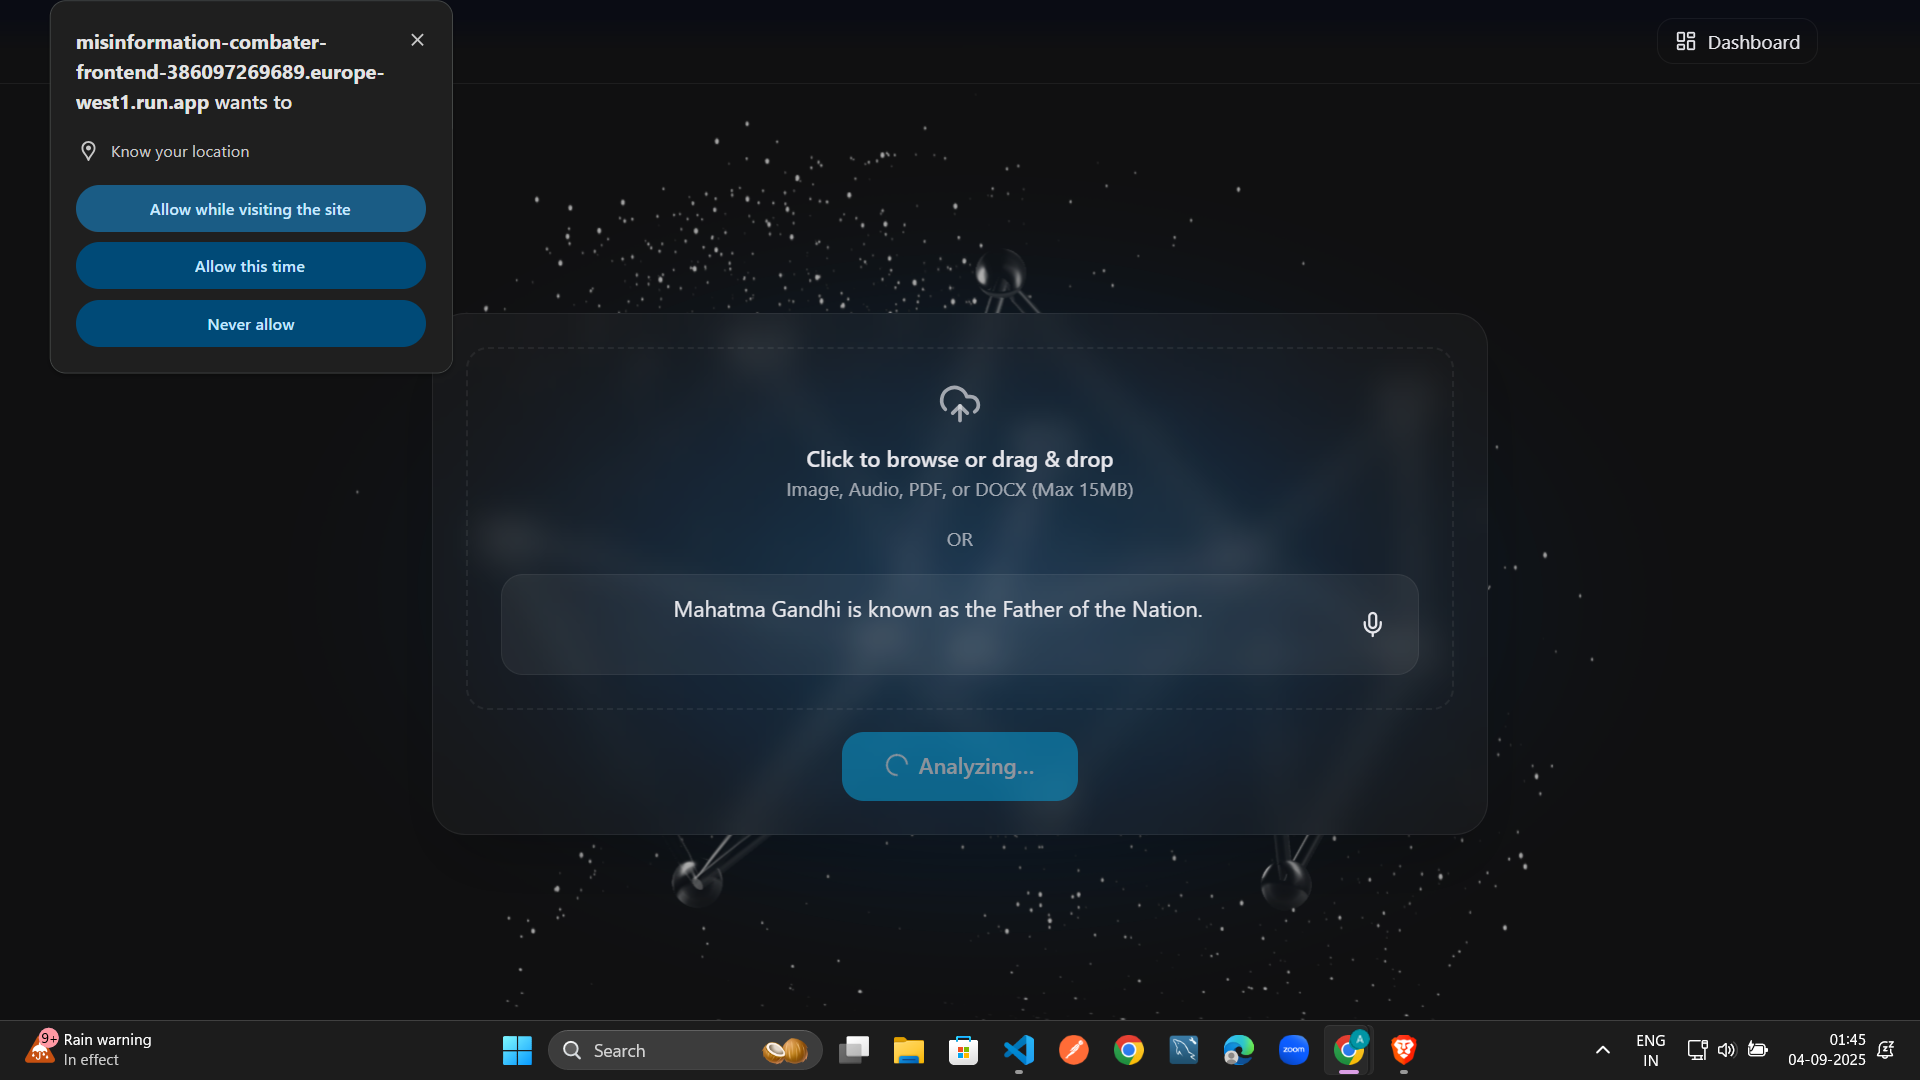 misinformation-combater-
frontend-386097269689.europe-
west1.run.app wants to
Know your location
Allow while visiting the site
Allow this time
Never allow
Dashboard
Click to browse or drag & drop
Image, Audio, PDF, or DOCX (Max 15MB)
OR
Mahatma Gandhi is known as the Father of the Nation.
Analyzing...
9+
Rain warning
In effect
Search
zoom
A
ENG
IN
01:45
04-09-2025